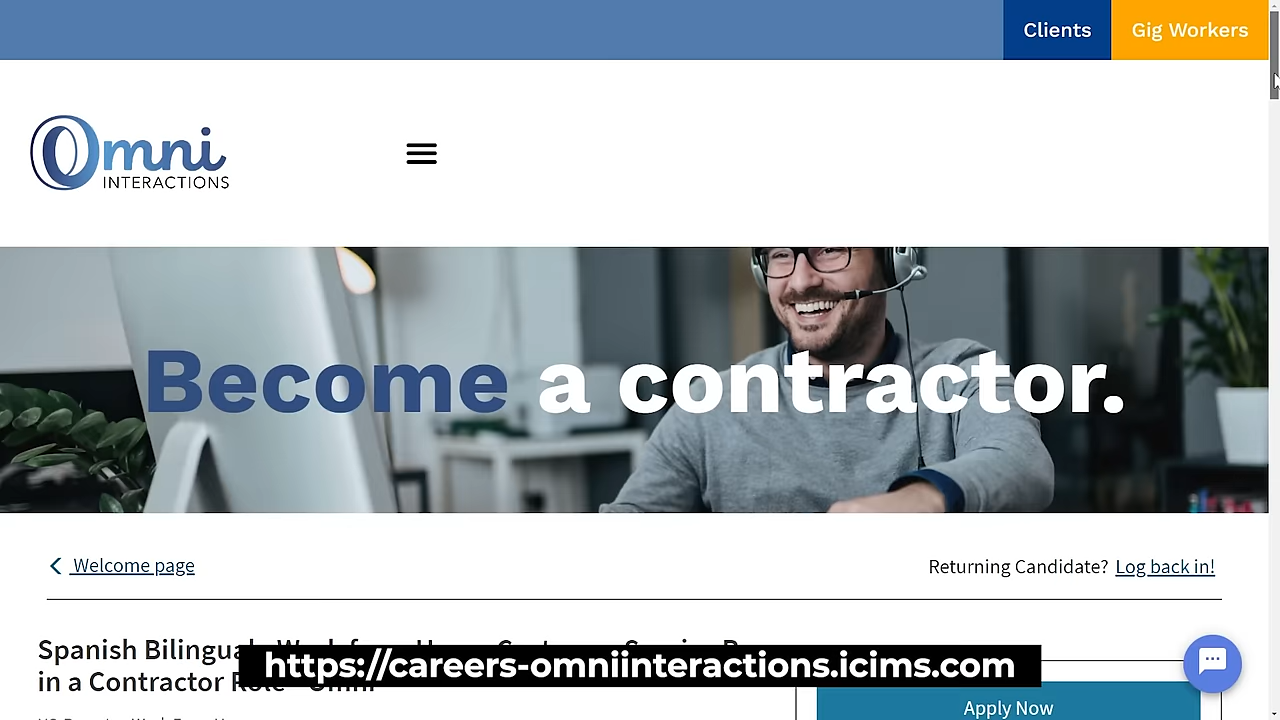 Clients
Gig Workers
Omni
INTERACTIONS
Become a contractor.
Welcome page
Returning Candidate? Log back in!
Spanish Bilingual
in a Contractor
https://careers-omniinteractions.icims.com
Apply Now